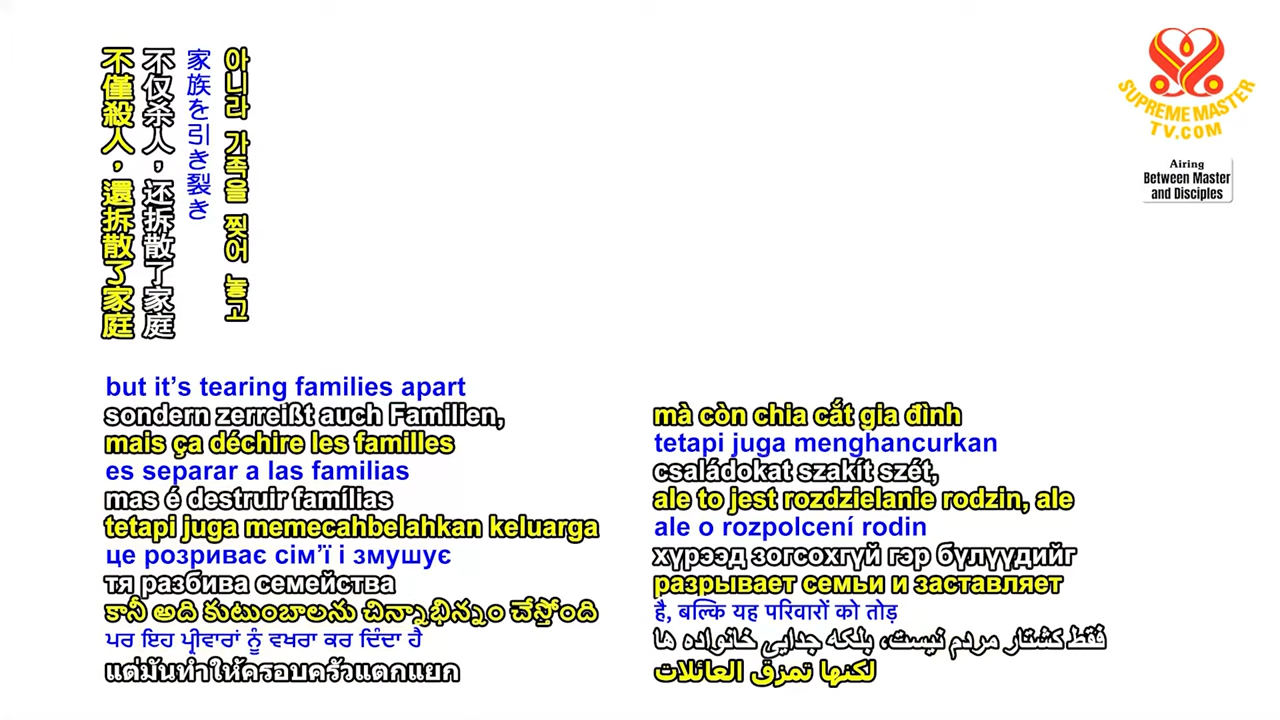 不僅殺人，還拆散了家庭
不仅杀人，还拆散了家庭
家族を引き裂き
아니라 가족을 찢어 놓고
SUPREME MASTER
TV.COM
Airing
Between Master
and Disciples
but it’s tearing families apart
sondern zerreißt auch Familien,
mais ça déchire les familles
es separar a las familias
mas é destruir famílias
tetapi juga memecahbelahkan keluarga
це розриває сім’ї і змушує
тя разбива семейства
కానీ అది కుటుంబాలను చిన్నాభిన్నం చేస్తోంది
ਪਰ ਇਹ ਪ੍ਰੀਵਾਰਾਂ ਨੂੰ ਵਖਰਾ ਕਰ ਦਿੰਦਾ ਹੈ
แต่มันทำให้ครอบครัวแตกแยก
mà còn chia cắt gia đình
tetapi juga menghancurkan
családokat szakít szét,
ale to jest rozdzielanie rodzin, ale
ale o rozpolcení rodin
хүрээд зогсохгүй гэр бүлүүдийг
разрывает семьи и заставляет
है, बल्कि यह परिवारों को तोड़
فقط کشتار مردم نیست، بلکه جدایی خانواده ها
لكنها تمزق العائلات